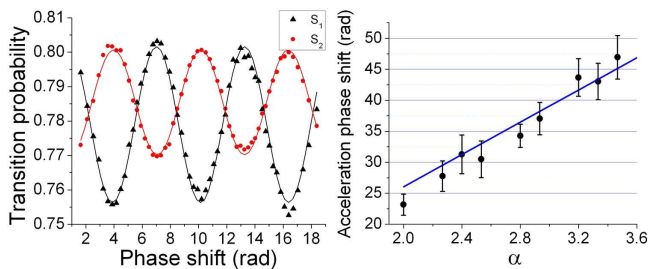 0.81
0.80
0.79
0.78
0.77
0.76
0.75
2 4 6 8 10 12 14 16 18
Transition probability
Phase shift (rad)
S1
S2
50
45
40
35
30
25
20
2.0 2.4 2.8 3.2 3.6
Acceleration phase shift (rad)
α